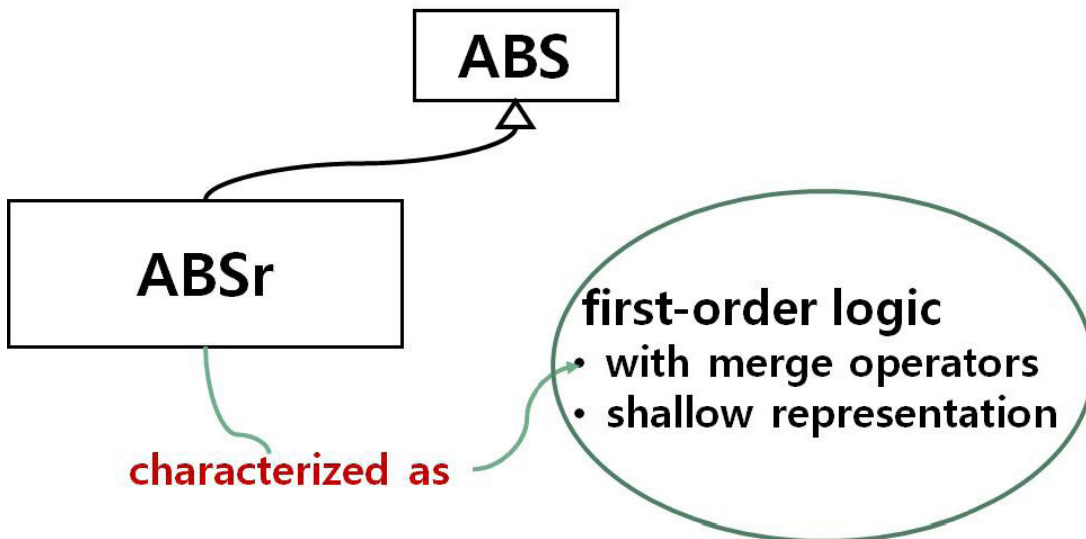 ABS
ABSr
first-order logic
• with merge operators
• shallow representation
characterized as